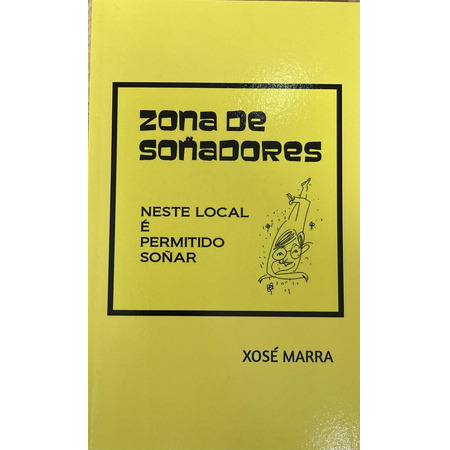 ZONA DE
SOÑADORES
NESTE LOCAL
É
PERMITIDO
SOÑAR
XOSÉ MARRA